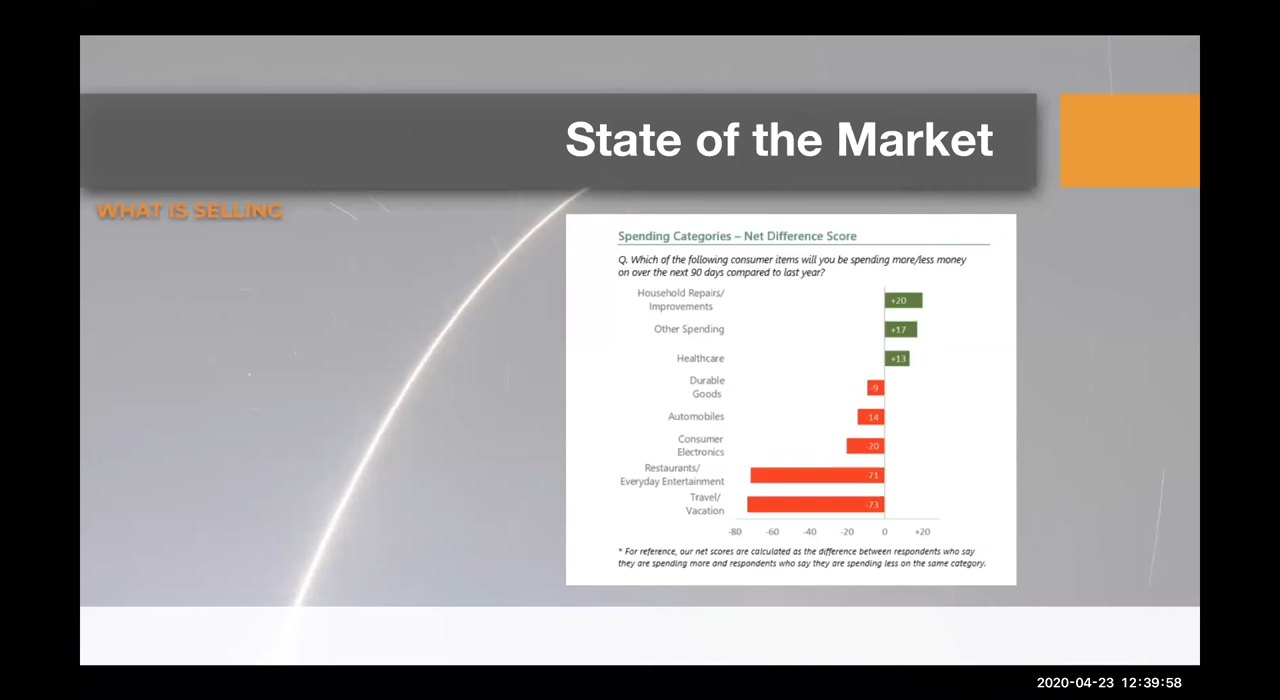 State of the Market
WHAT IS SELLING
Spending Categories – Net Difference Score
Q. Which of the following consumer items will you be spending more/less money
on over the next 90 days compared to last year?
Household Repairs/
Improvements
+20
Other Spending
+17
Healthcare
+13
Durable
Goods
-9
Automobiles
-14
Consumer
Electronics
-20
Restaurants/
Everyday Entertainment
-71
Travel/
Vacation
-73
-80 -60 -40 -20 0 +20
* For reference, our net scores are calculated as the difference between respondents who say
they are spending more and respondents who say they are spending less on the same category.
2020-04-23 12:39:58